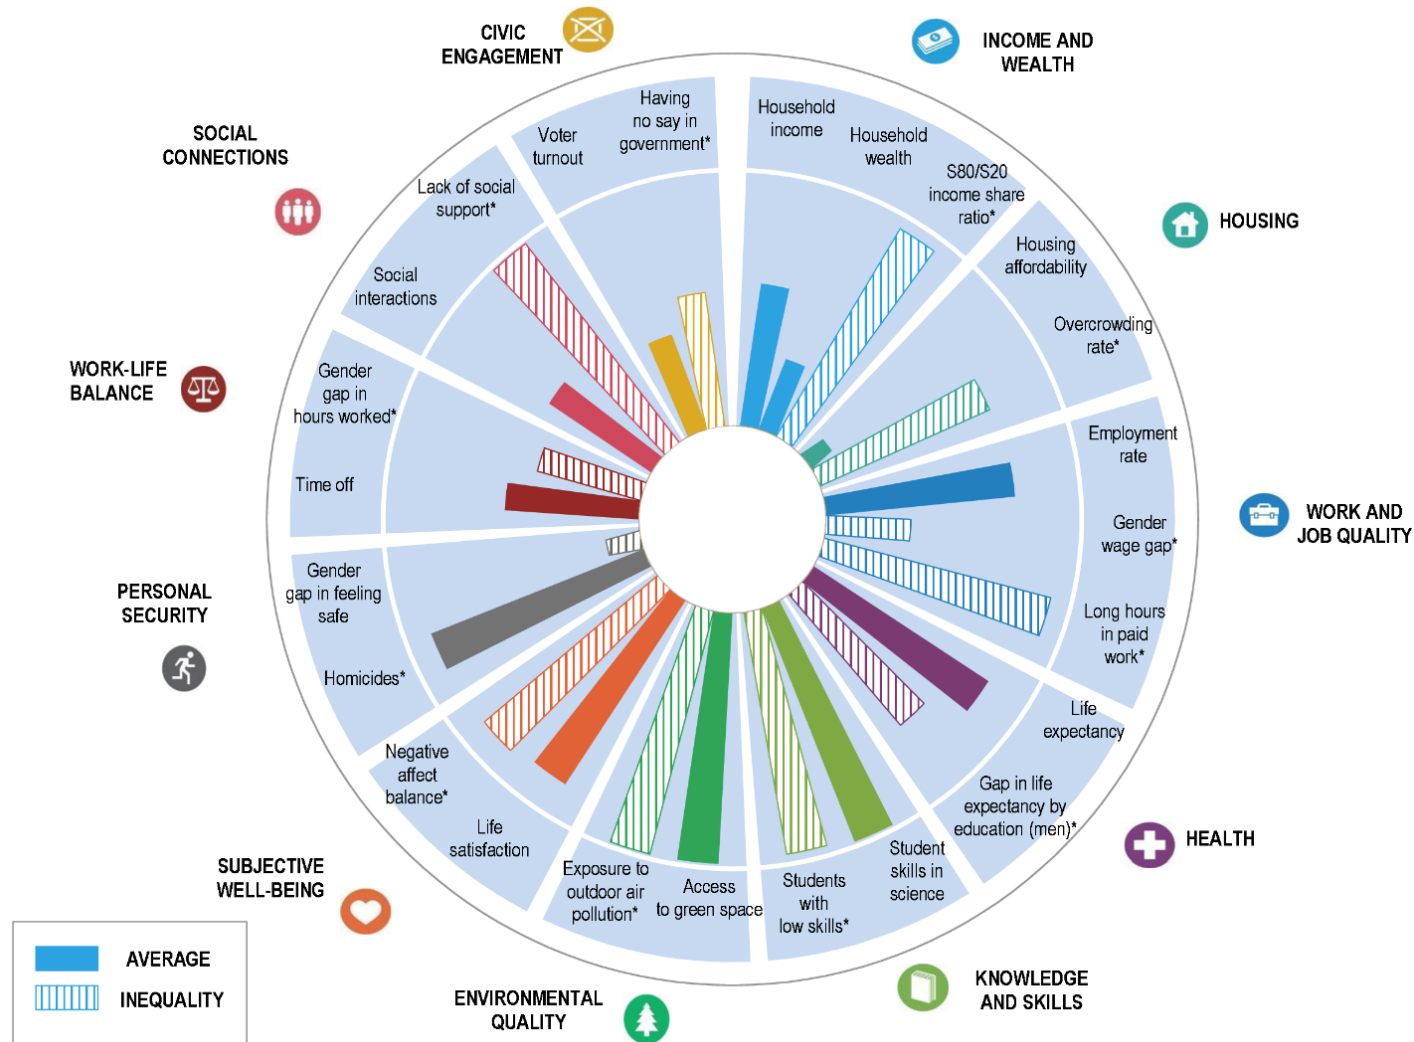 CIVIC
ENGAGEMENT
INCOME AND
WEALTH
Having
no say in
government*
Voter
turnout
Household
income
Household
wealth
S80/S20
income share
ratio*
SOCIAL
CONNECTIONS
Lack of social
support*
Social
interactions
HOUSING
Housing
affordability
Overcrowding
rate*
WORK-LIFE
BALANCE
Gender
gap in
hours worked*
Time off
Employment
rate
Gender
wage gap*
Long hours
in paid
work*
WORK AND
JOB QUALITY
PERSONAL
SECURITY
Gender
gap in feeling
safe
Homicides*
Life
expectancy
Gap in life
expectancy by
education (men)*
HEALTH
Negative
affect
balance*
Life
satisfaction
SUBJECTIVE
WELL-BEING
Exposure to
outdoor air
pollution*
Access
to green space
Students
with
low skills*
Student
skills in
science
ENVIRONMENTAL
QUALITY
KNOWLEDGE
AND SKILLS
AVERAGE
INEQUALITY